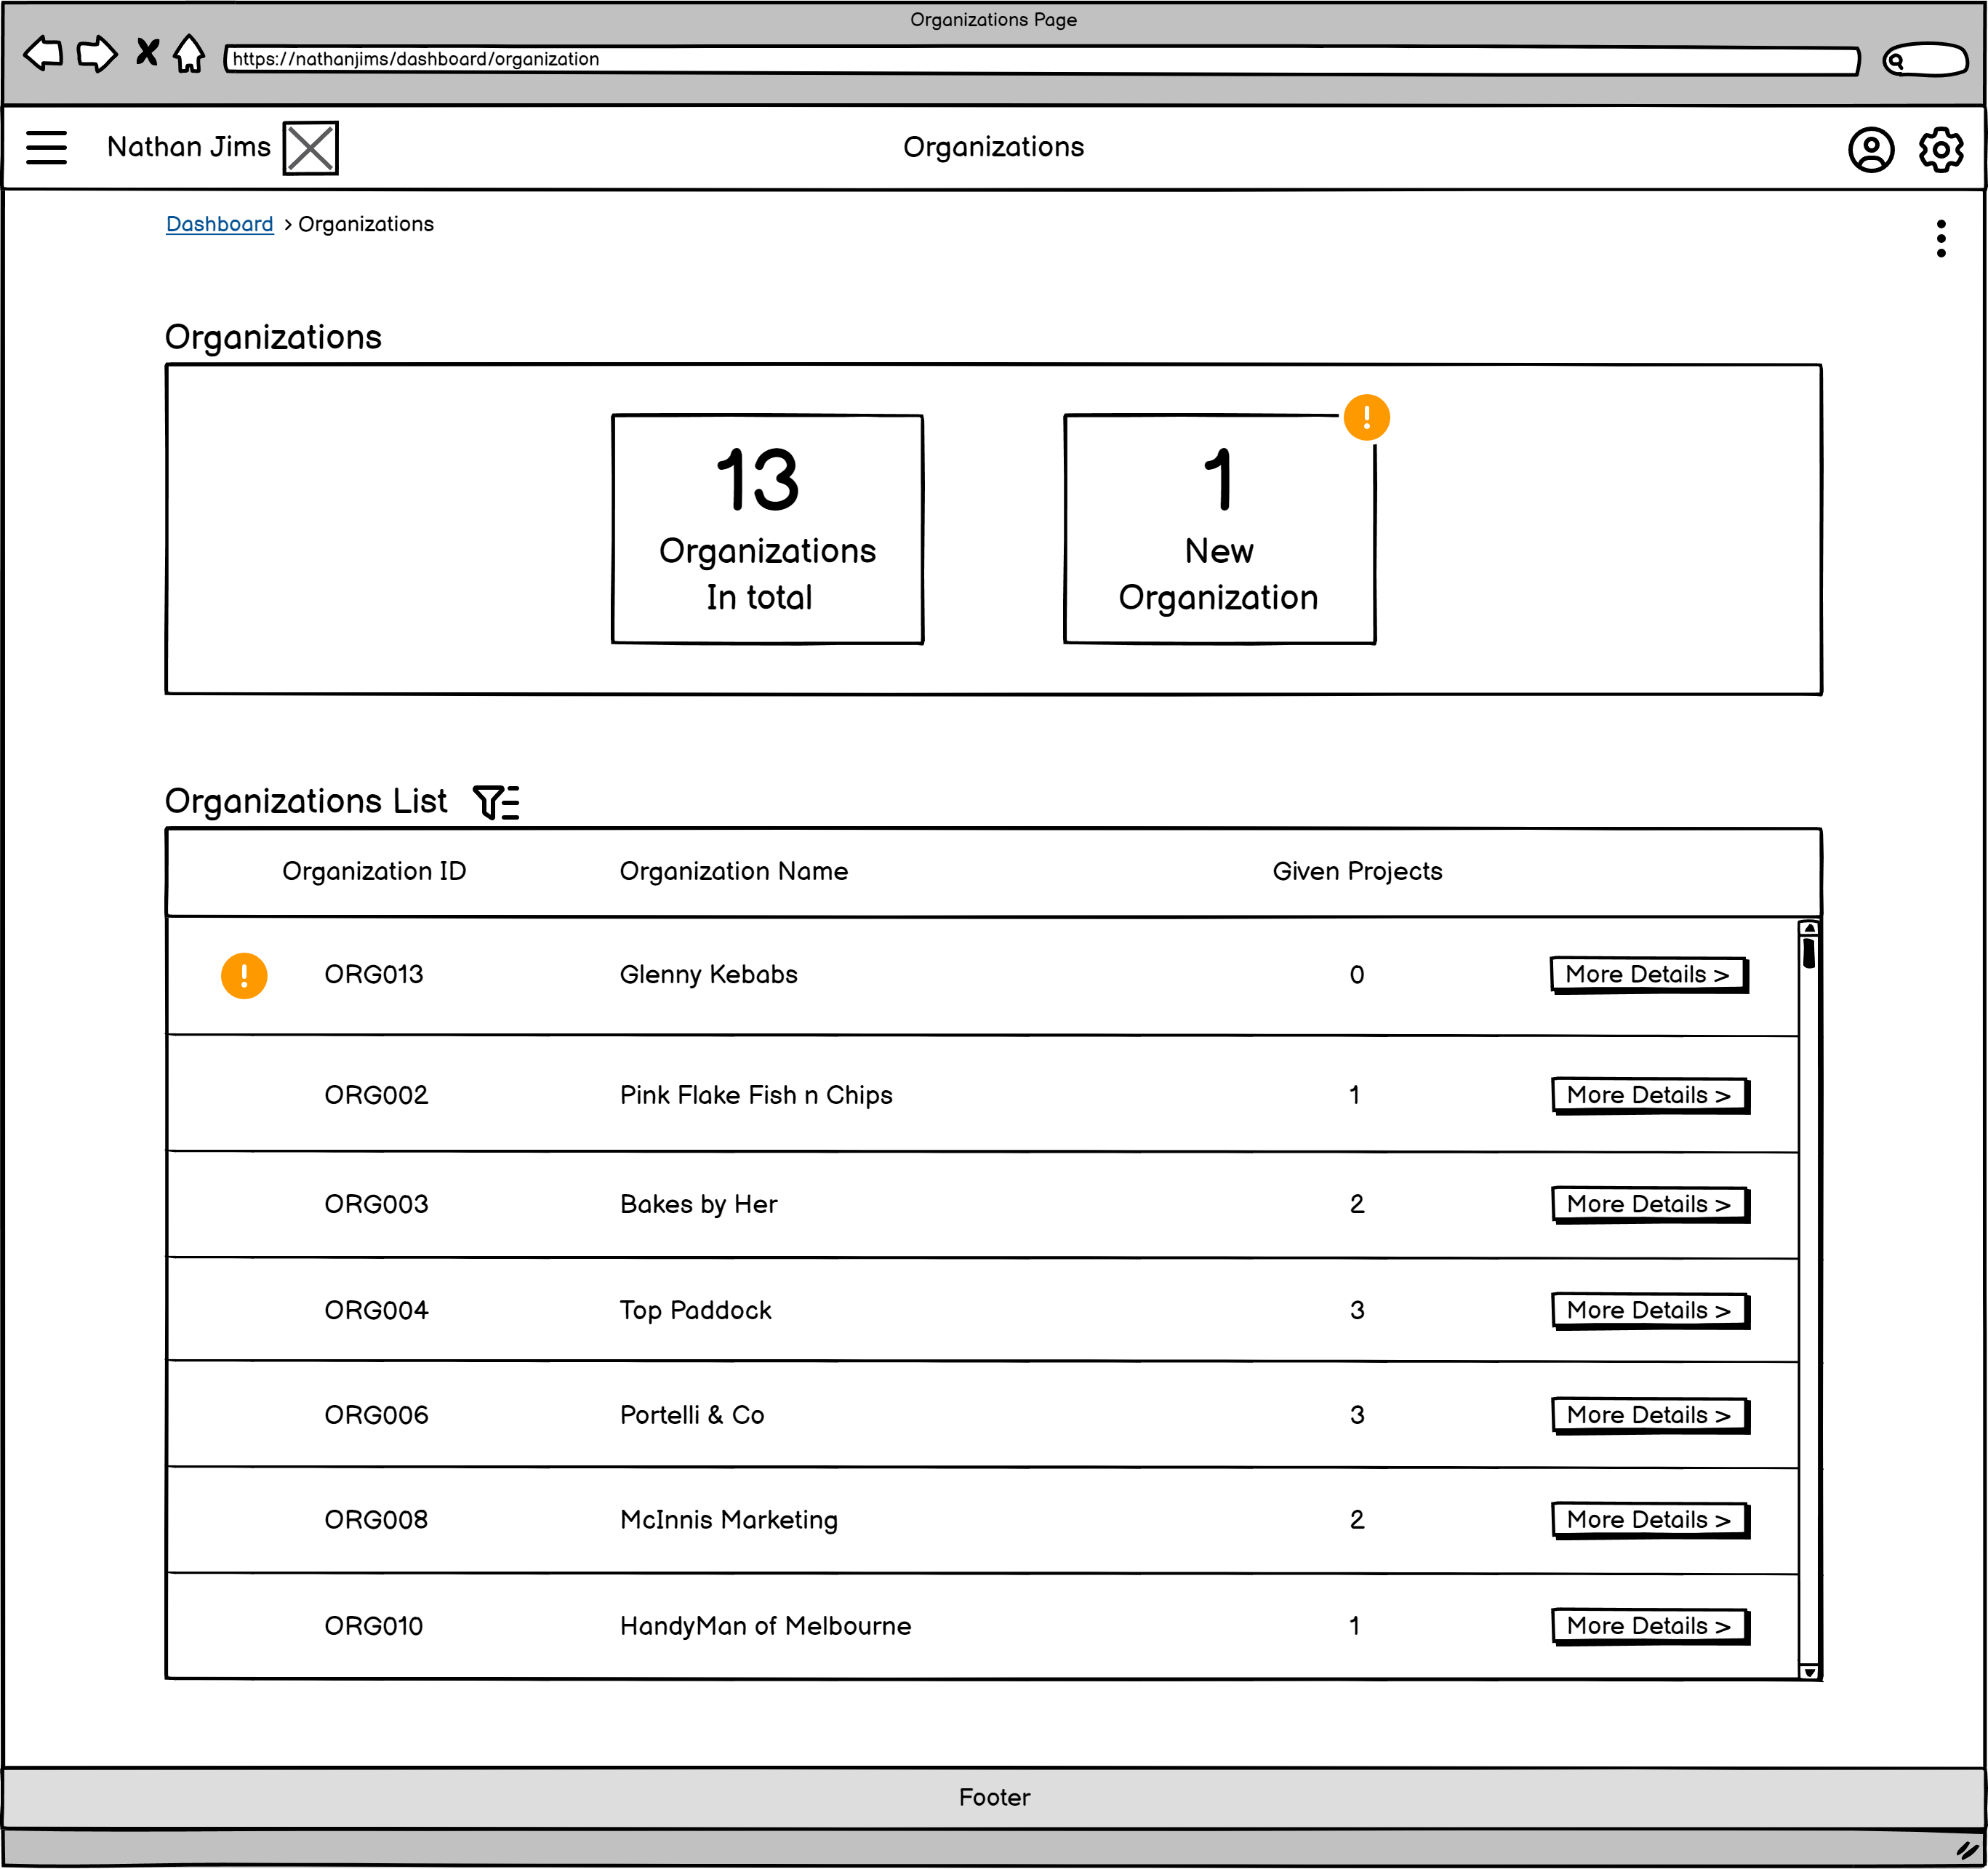 Organizations Page
https://nathanjims/dashboard/organization
Nathan Jims
Organizations
Dashboard > Organizations
Organizations
13
Organizations
In total
1
New
Organization
Organizations List
Organization ID Organization Name Given Projects
ORG013 Glenny Kebabs 0 More Details >
ORG002 Pink Flake Fish n Chips 1 More Details >
ORG003 Bakes by Her 2 More Details >
ORG004 Top Paddock 3 More Details >
ORG006 Portelli & Co 3 More Details >
ORG008 McInnis Marketing 2 More Details >
ORG010 HandyMan of Melbourne 1 More Details >
Footer